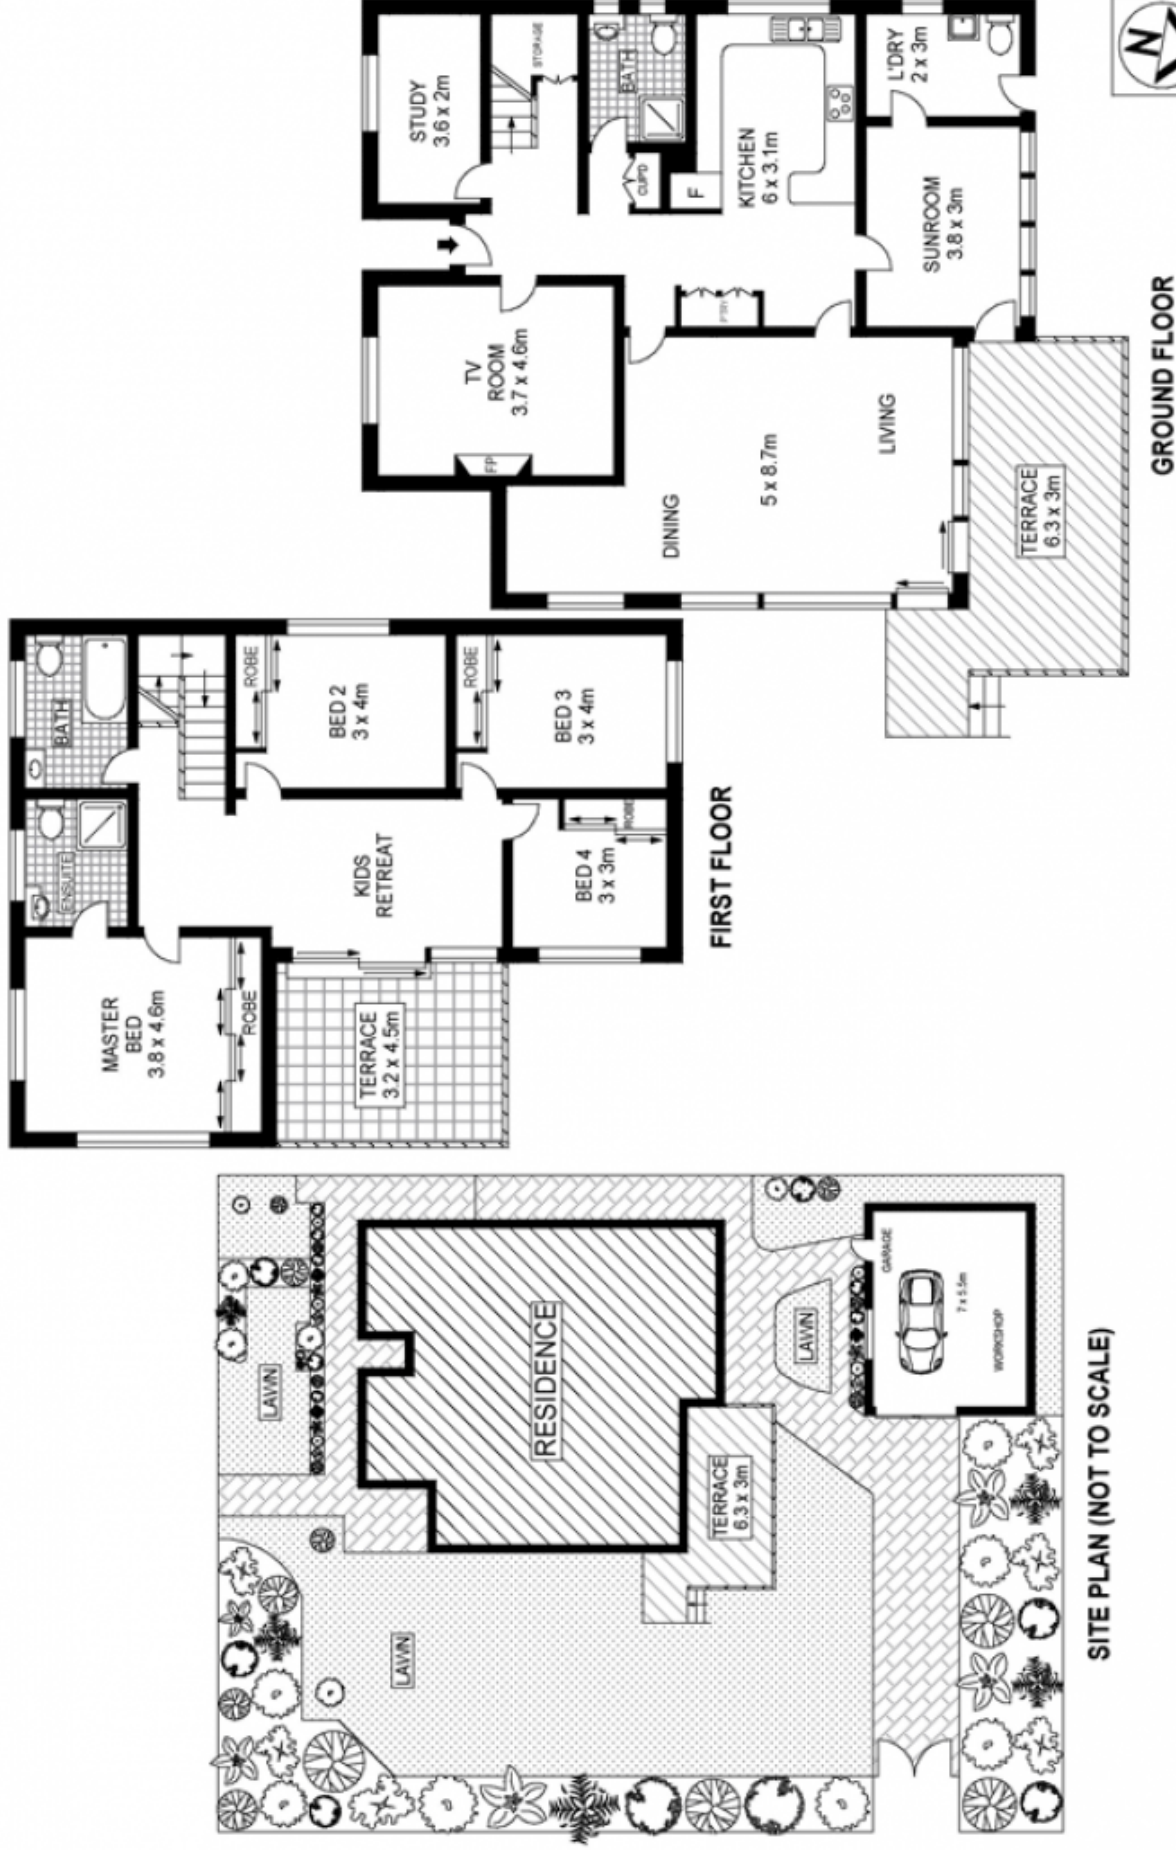 STUDY
3.6 x 2m
STORAGE
BATH
CUPD
F
KITCHEN
6 x 3.1m
L'DRY
2 x 3m
N
SUNROOM
3.8 x 3m
TV
ROOM
3.7 x 4.6m
FP
DINING
5 x 8.7m
LIVING
TERRACE
6.3 x 3m
GROUND FLOOR
BATH
ENSUITE
ROBE
BED 2
3 x 4m
ROBE
BED 3
3 x 4m
KIDS
RETREAT
BED 4
3 x 3m
ROBE
MASTER
BED
3.8 x 4.6m
ROBE
TERRACE
3.2 x 4.5m
FIRST FLOOR
LAWN
RESIDENCE
LAWN
GARAGE
7 x 5.5m
WORKSHOP
TERRACE
6.3 x 3m
LAWN
SITE PLAN (NOT TO SCALE)